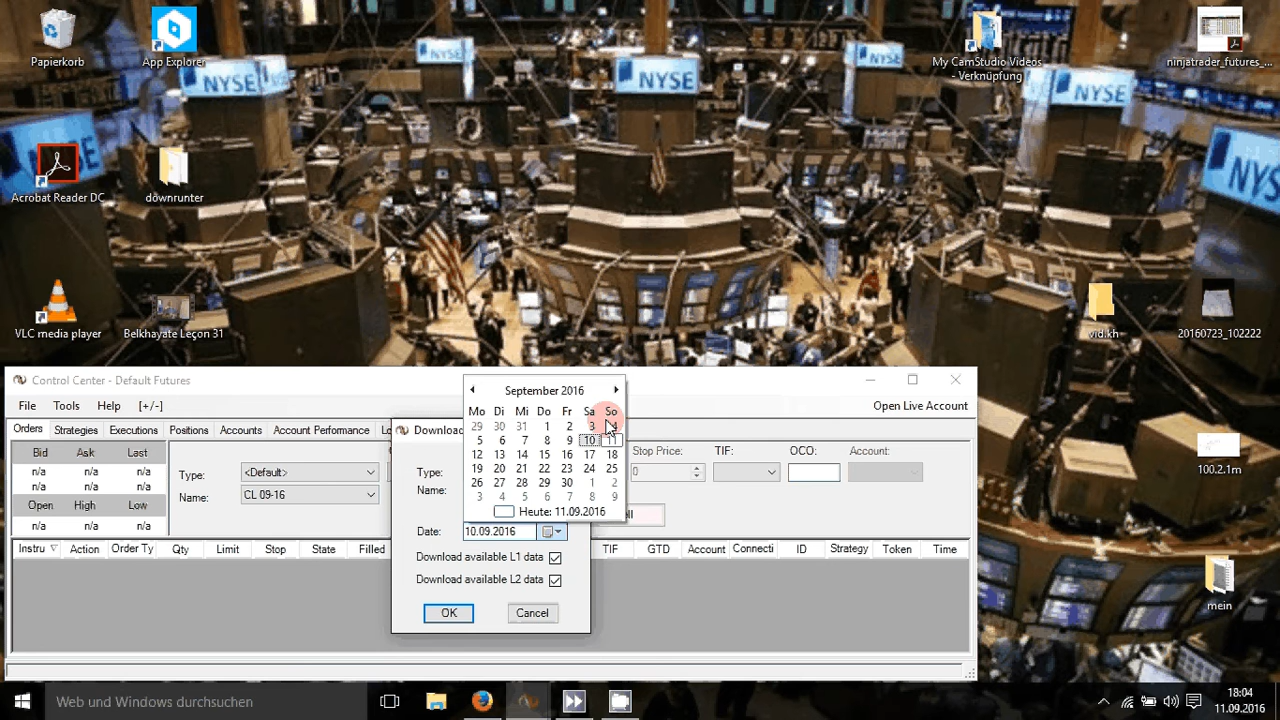 Papierkorb
App Explorer
My CamStudio Videos
- Verknüpfung
ninjatrader_futures_...
NYSE
NYSE
NYSE
NYSE
NYSE
Acrobat Reader DC
downrunter
VLC media player
Belkhayate Leçon 31
vid.kh
20160723_102222
100.2.1m
mein
Control Center - Default Futures
File Tools Help [+/-]
Open Live Account
Orders Strategies Executions Positions Accounts Account Performance
Bid Ask Last
n/a n/a n/a
n/a n/a n/a
Open High Low
n/a n/a n/a
Type: <Default>
Name: CL 09-16
Stop Price: TIF: OCO: Account:
0
Instru Action Order Ty Qty Limit Stop State Filled
TIF GTD Account Connecti ID Strategy Token Time
Type:
Name:
September 2016
Mo Di Mi Do Fr Sa So
29 30 31 1 2 3 4
5 6 7 8 9 10 11
12 13 14 15 16 17 18
19 20 21 22 23 24 25
26 27 28 29 30 1 2
3 4 5 6 7 8 9
Heute: 11.09.2016
Date: 10.09.2016
Download available L1 data
Download available L2 data
OK Cancel
Web und Windows durchsuchen
18:04
11.09.2016